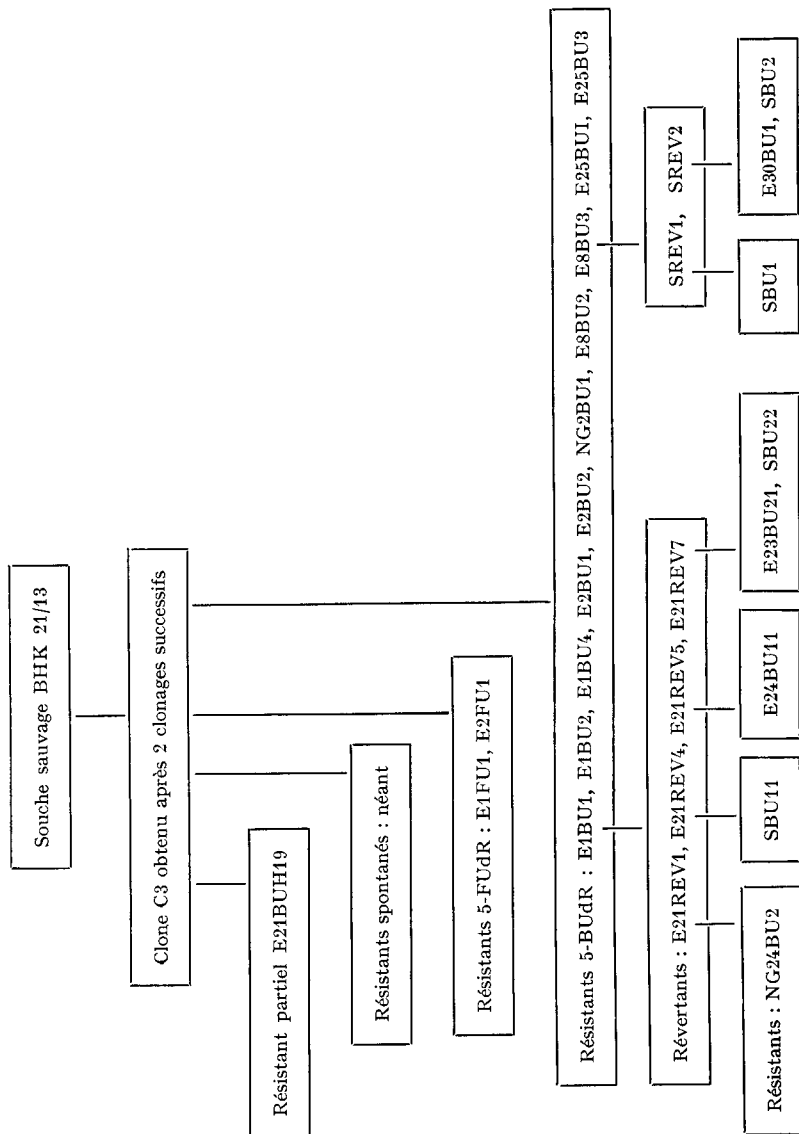 Souche sauvage BHK 21/13
Clone C3 obtenu après 2 clonages successifs
Résistant partiel E21BUH19
Résistants spontanés : néant
Résistants 5-FUdR : E1FU1, E2FU1
Résistants 5-BUdR : E1BU1, E1BU2, E1BU4, E2BU1, E2BU2, NG2BU1, E8BU2, E8BU3, E25BU1, E25BU3
Révertants : E21REV1, E21REV4, E21REV5, E21REV7
SREV1, SREV2
Résistants : NG24BU2
SBU11
E24BU11
E23BU21, SBU22
SBU1
E30BU1, SBU2